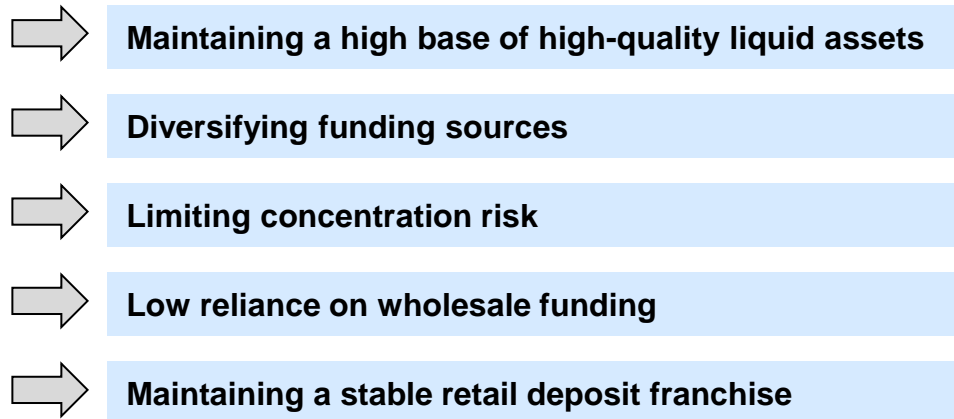 Maintaining a high base of high-quality liquid assets
Diversifying funding sources
Limiting concentration risk
Low reliance on wholesale funding
Maintaining a stable retail deposit franchise